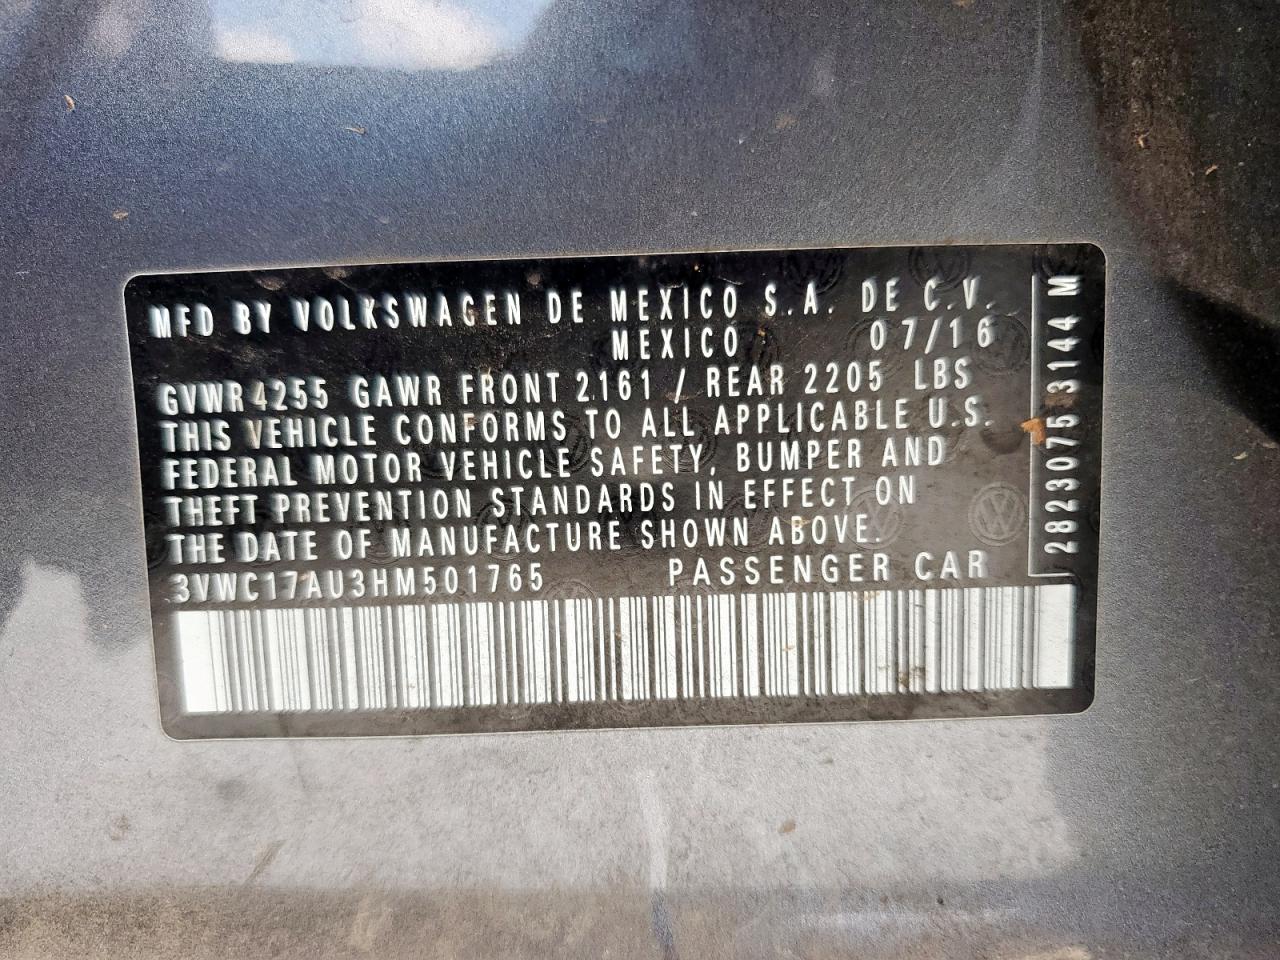 MFD BY VOLKSWAGEN DE MEXICO S.A. DE C.V.
MEXICO 07/16
GVWR 4255 GAWR FRONT 2161 / REAR 2205 LBS
THIS VEHICLE CONFORMS TO ALL APPLICABLE U.S.
FEDERAL MOTOR VEHICLE SAFETY, BUMPER AND
THEFT PREVENTION STANDARDS IN EFFECT ON
THE DATE OF MANUFACTURE SHOWN ABOVE.
3VWC17AU3HM501765 PASSENGER CAR
28230075 3144 M